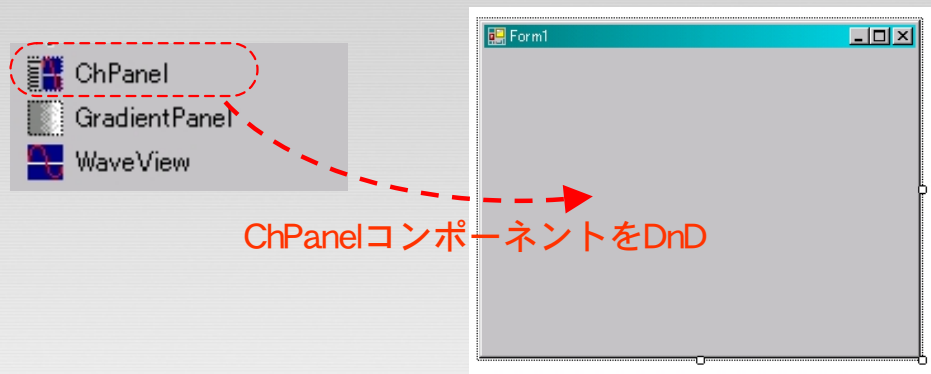 ChPanel
GradientPanel
WaveView
Form1
ChPanelコンポーネントをDnD